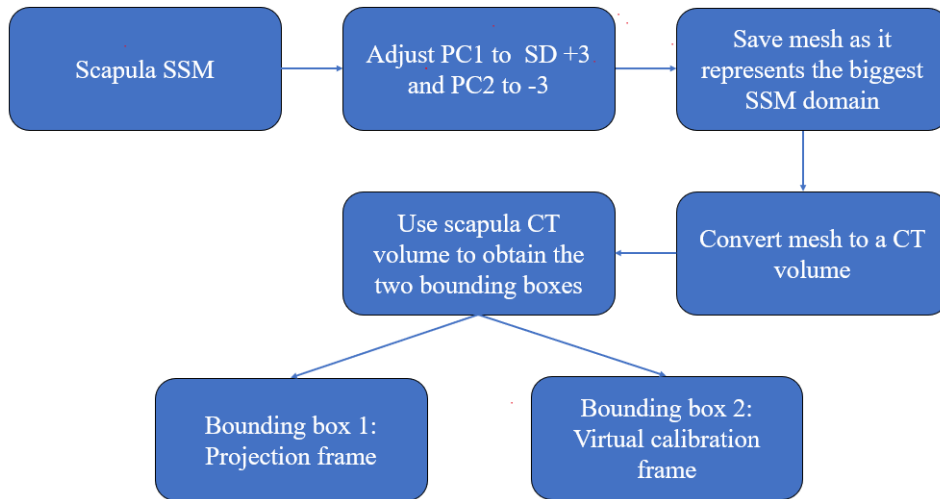 Scapula SSM
Adjust PC1 to SD +3
and PC2 to -3
Save mesh as it
represents the biggest
SSM domain
Use scapula CT
volume to obtain the
two bounding boxes
Convert mesh to a CT
volume
Bounding box 1:
Projection frame
Bounding box 2:
Virtual calibration
frame